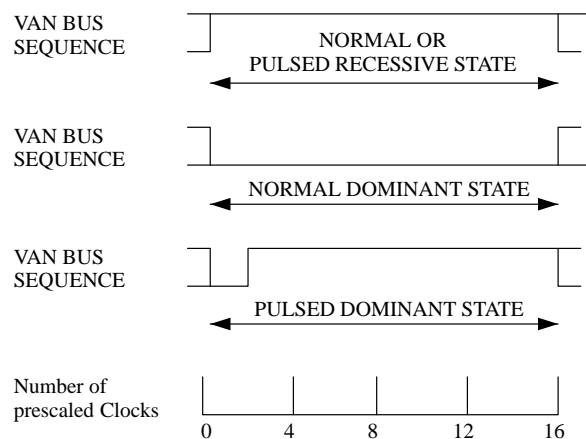 VAN BUS
SEQUENCE
NORMAL OR
PULSED RECESSIVE STATE
VAN BUS
SEQUENCE
NORMAL DOMINANT STATE
VAN BUS
SEQUENCE
PULSED DOMINANT STATE
Number of
prescaled Clocks
0 4 8 12 16